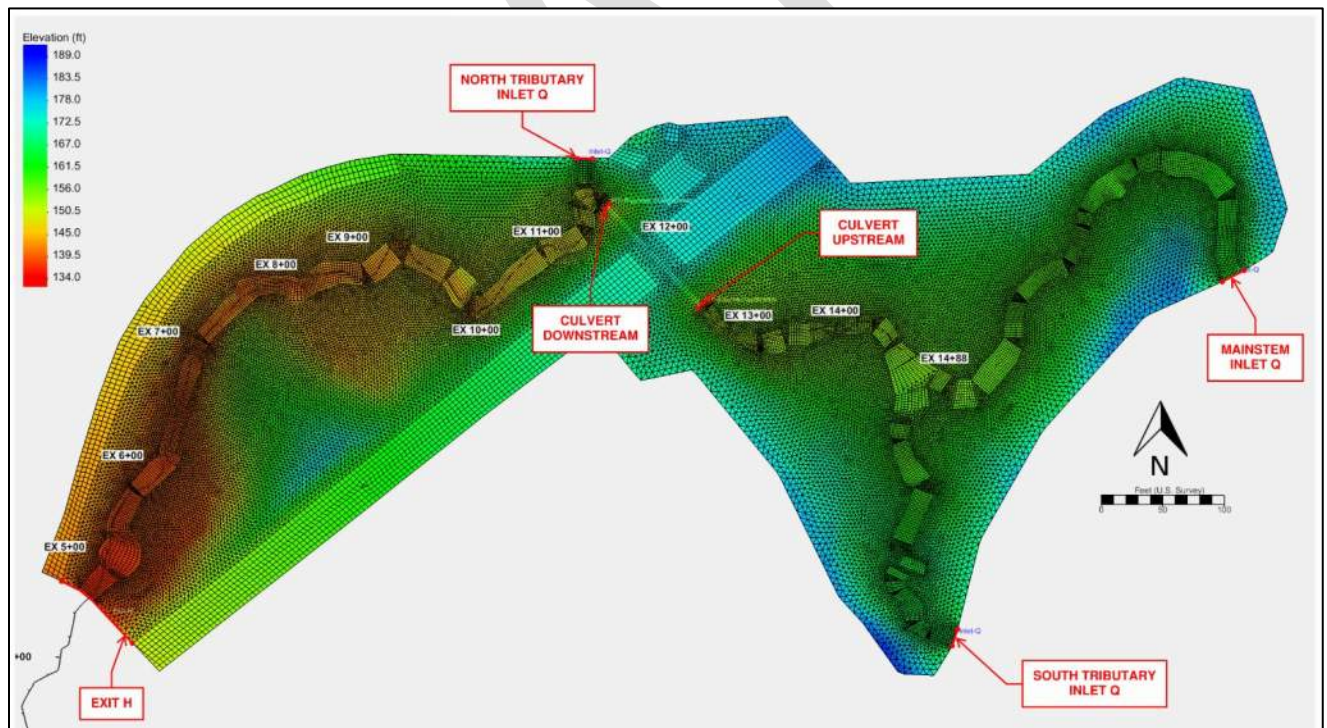 Elevation (ft)
189.0
183.5
178.0
172.5
167.0
161.5
156.0
150.5
145.0
139.5
134.0
NORTH TRIBUTARY
INLET Q
Inlet-Q
EX 9+00
EX 11+00
EX 12+00
CULVERT
UPSTREAM
EX 8+00
CULVERT
DOWNSTREAM
EX 7+00
EX 10+00
EX 13+00
EX 14+00
EX 14+88
MAINSTEM
INLET Q
N
Feet (U.S. Survey)
0
50
100
EX 6+00
EX 5+00
+00
EXIT H
Inlet-Q
SOUTH TRIBUTARY
INLET Q